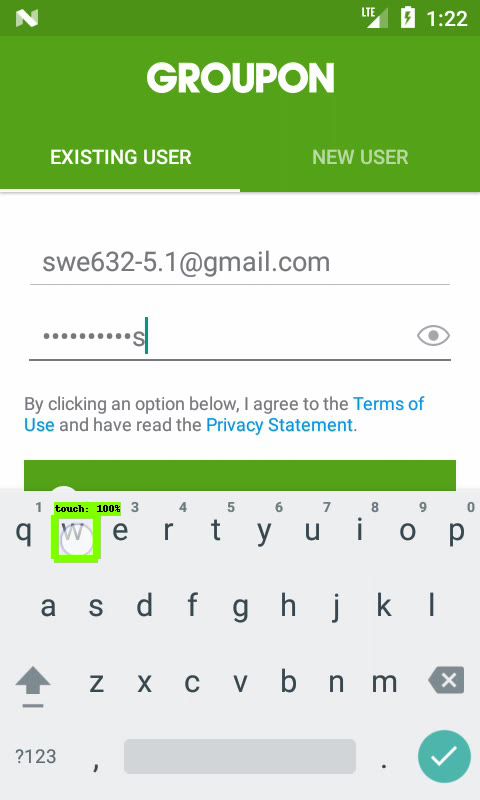 LTE 1:22
GROUPON
EXISTING USER NEW USER
swe632-5.1@gmail.com
••••••••••s
By clicking an option below, I agree to the Terms of
Use and have read the Privacy Statement.
touch: 100%
1 3 4 5 6 7 8 9 0
q w e r t y u i o p
a s d f g h j k l
z x c v b n m
?123 , .